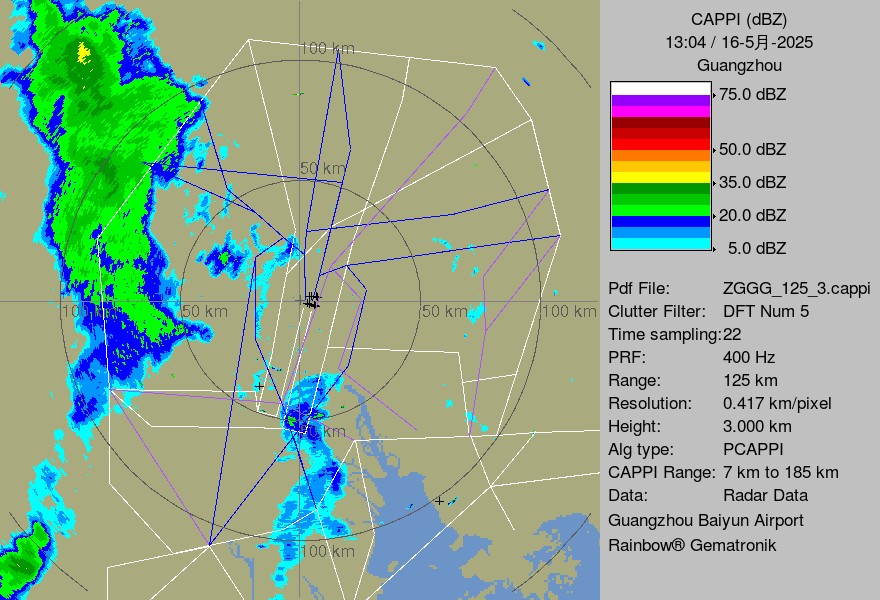 100 km
50 km
100 km
50 km
50 km
100 km
50 km
100 km
CAPPI (dBZ)
13:04 / 16-5月-2025
Guangzhou
75.0 dBZ
50.0 dBZ
35.0 dBZ
20.0 dBZ
5.0 dBZ
Pdf File: ZGGG_125_3.cappi
Clutter Filter: DFT Num 5
Time sampling:22
PRF: 400 Hz
Range: 125 km
Resolution: 0.417 km/pixel
Height: 3.000 km
Alg type: PCAPPI
CAPPI Range: 7 km to 185 km
Data: Radar Data
Guangzhou Baiyun Airport
Rainbow® Gematronik